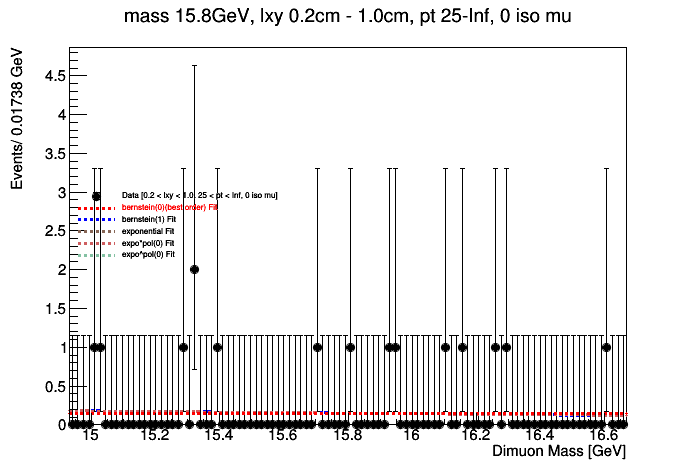 mass 15.8GeV, lxy 0.2cm - 1.0cm, pt 25-Inf, 0 iso mu
Events/ 0.01738 GeV
4.5
4
3.5
3
2.5
2
1.5
1
0.5
0
Data [0.2 < lxy < 1.0, 25 < pt < Inf, 0 iso mu]
bernstein(0)(best order) Fit
bernstein(1) Fit
exponential Fit
expo*pol(0) Fit
expo^pol(0) Fit
15 15.2 15.4 15.6 15.8 16 16.2 16.4 16.6
Dimuon Mass [GeV]